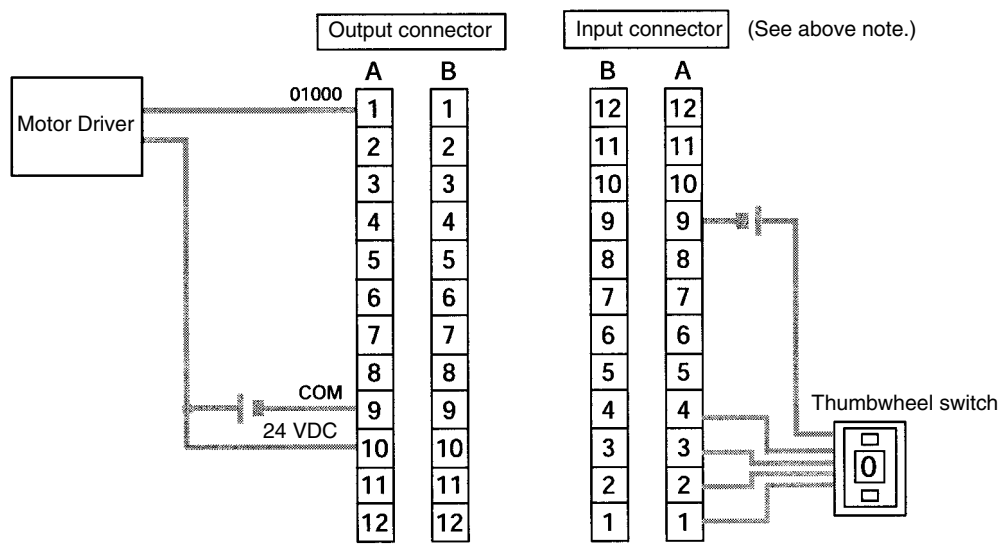 Output connector
Input connector
(See above note.)
A B
B A
Motor Driver
01000
1 1
2 2
3 3
4 4
5 5
6 6
7 7
8 8
COM
9 9
24 VDC
10 10
11 11
12 12
12 12
11 11
10 10
9 9
8 8
7 7
6 6
5 5
4 4
3 3
2 2
1 1
Thumbwheel switch
0